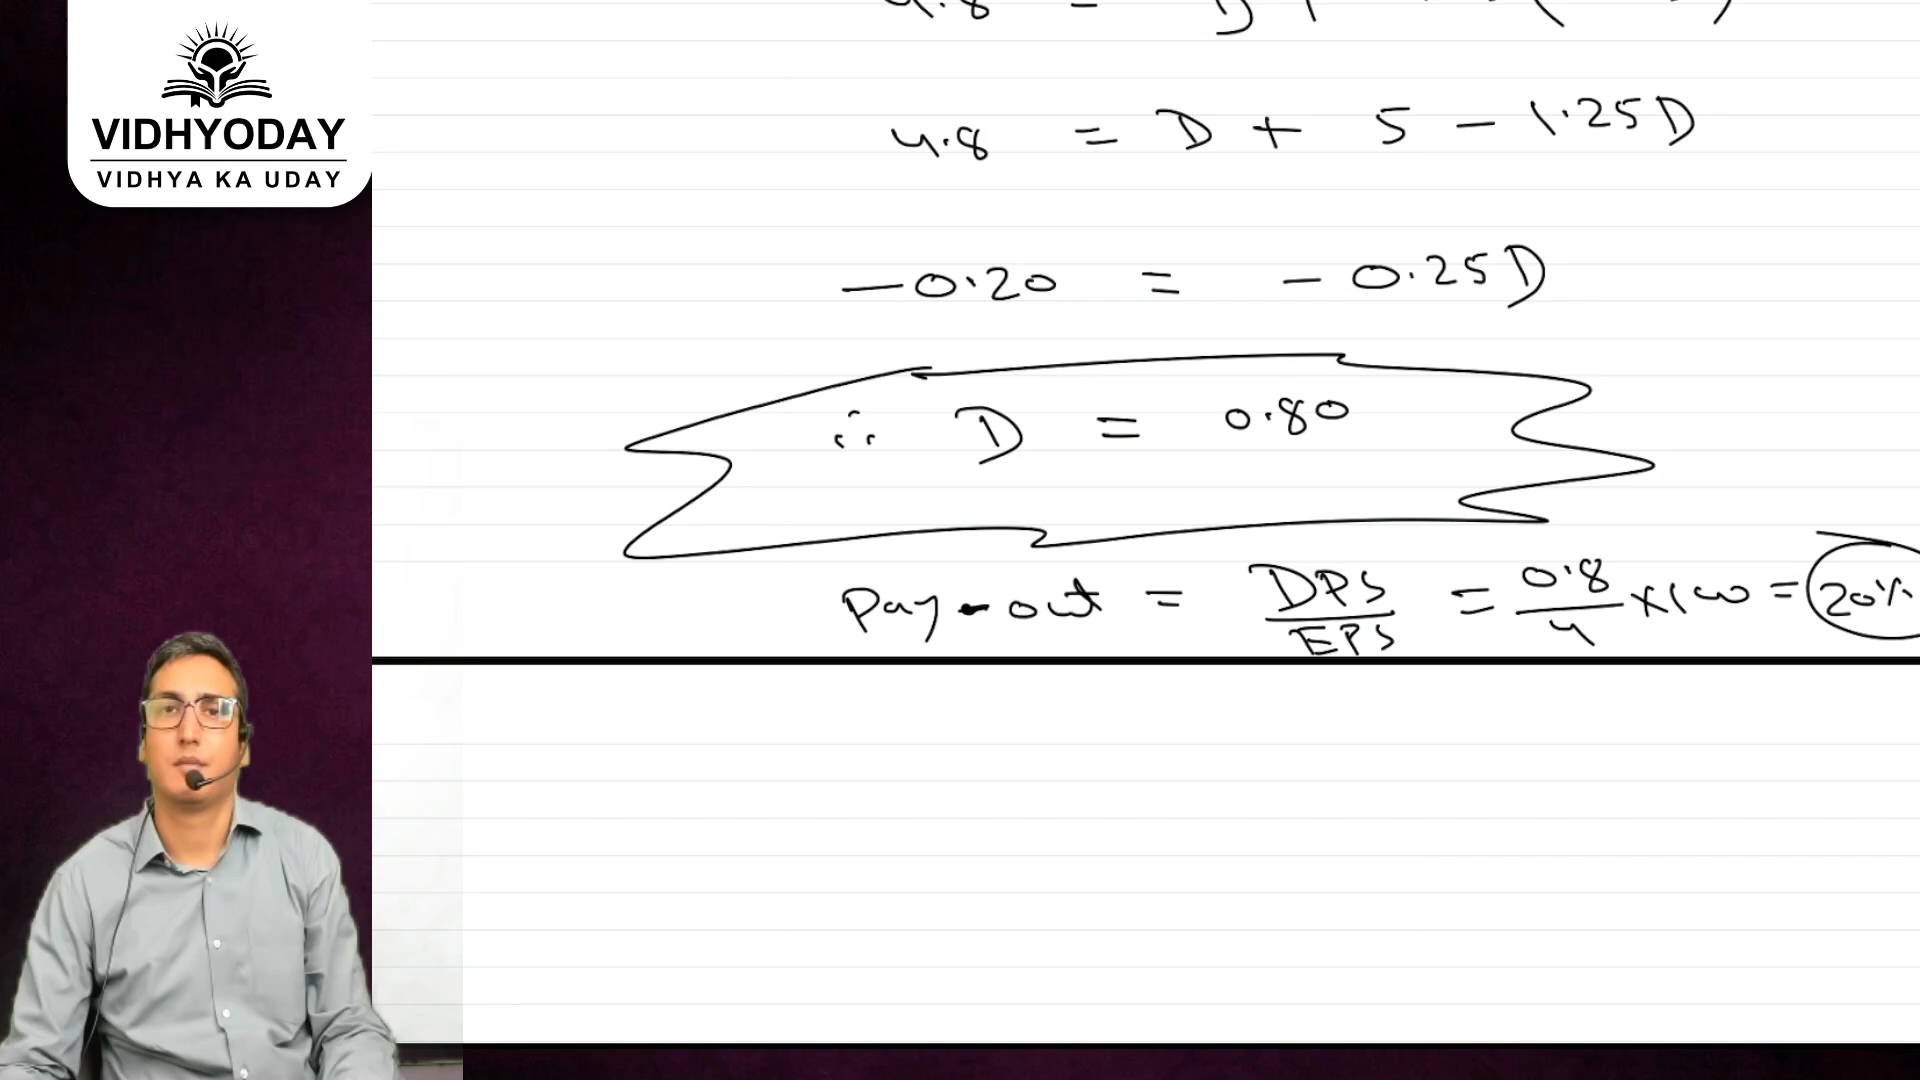 VIDHYODAY
VIDHYA KA UDAY
4.8 = D + 5 - 1.25D
-0.20 = - 0.25D
∴ D = 0.80
Pay-out = DPS/EPS = 0.8/4 x100 = 20%